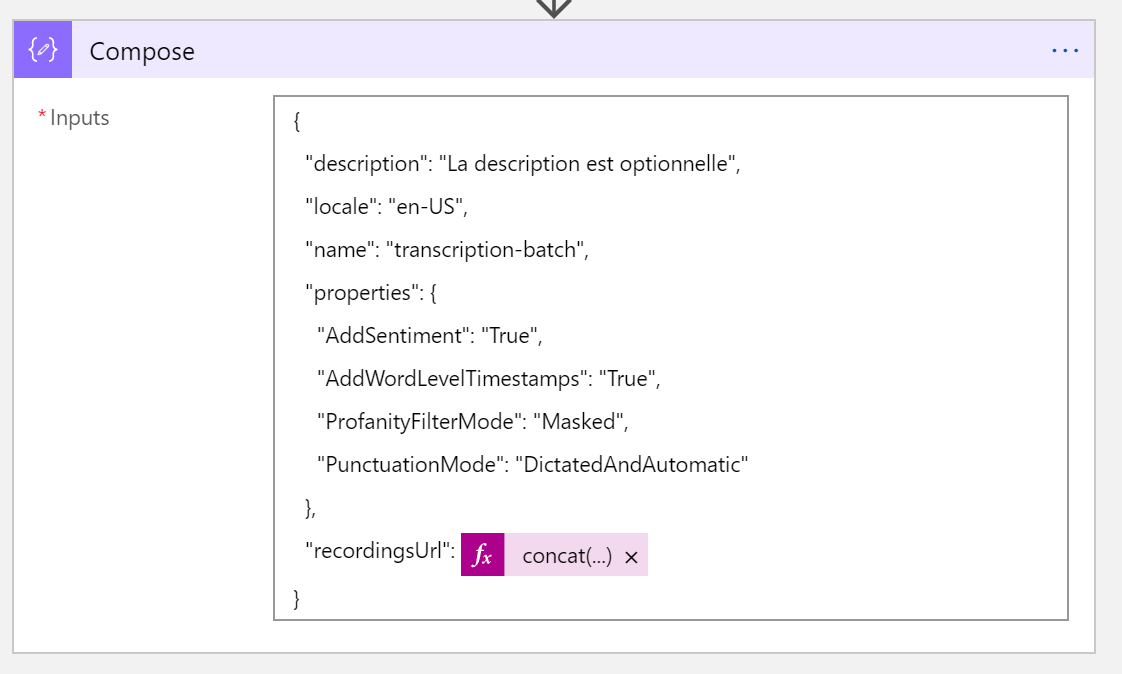 Compose
...
*Inputs
{
"description": "La description est optionnelle",
"locale": "en-US",
"name": "transcription-batch",
"properties": {
"AddSentiment": "True",
"AddWordLevelTimestamps": "True",
"ProfanityFilterMode": "Masked",
"PunctuationMode": "DictatedAndAutomatic"
},
"recordingsUrl": fx concat(...) ×
}